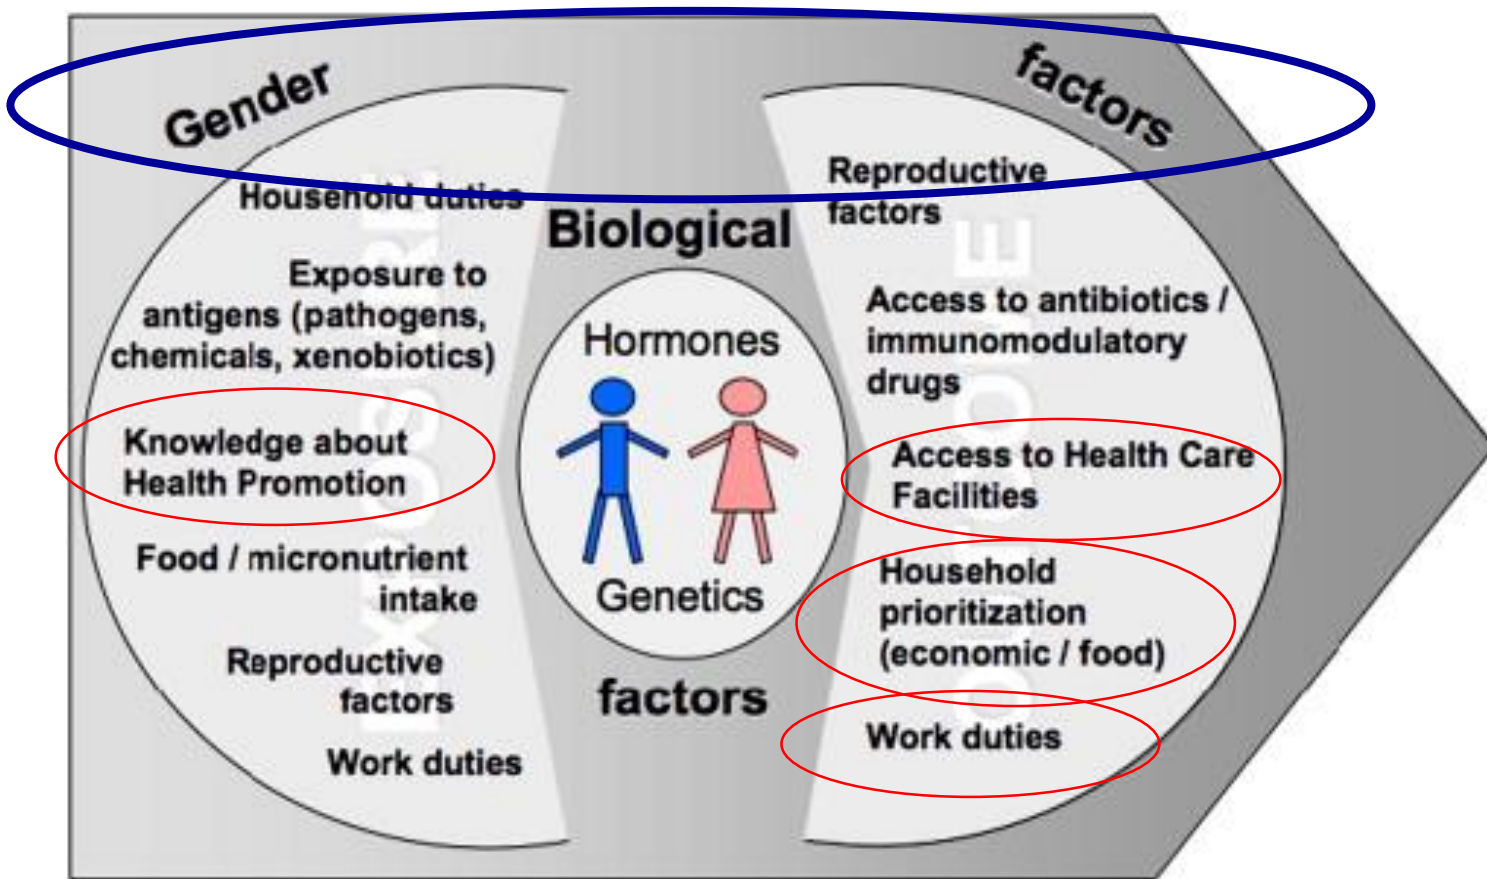 Gender
factors
EXPOSURE
Household duties
Exposure to
antigens (pathogens,
chemicals, xenobiotics)
Knowledge about
Health Promotion
Food / micronutrient
intake
Reproductive
factors
Work duties
Biological
Hormones
Genetics
factors
OUTCOME
Reproductive
factors
Access to antibiotics /
immunomodulatory
drugs
Access to Health Care
Facilities
Household
prioritization
(economic / food)
Work duties